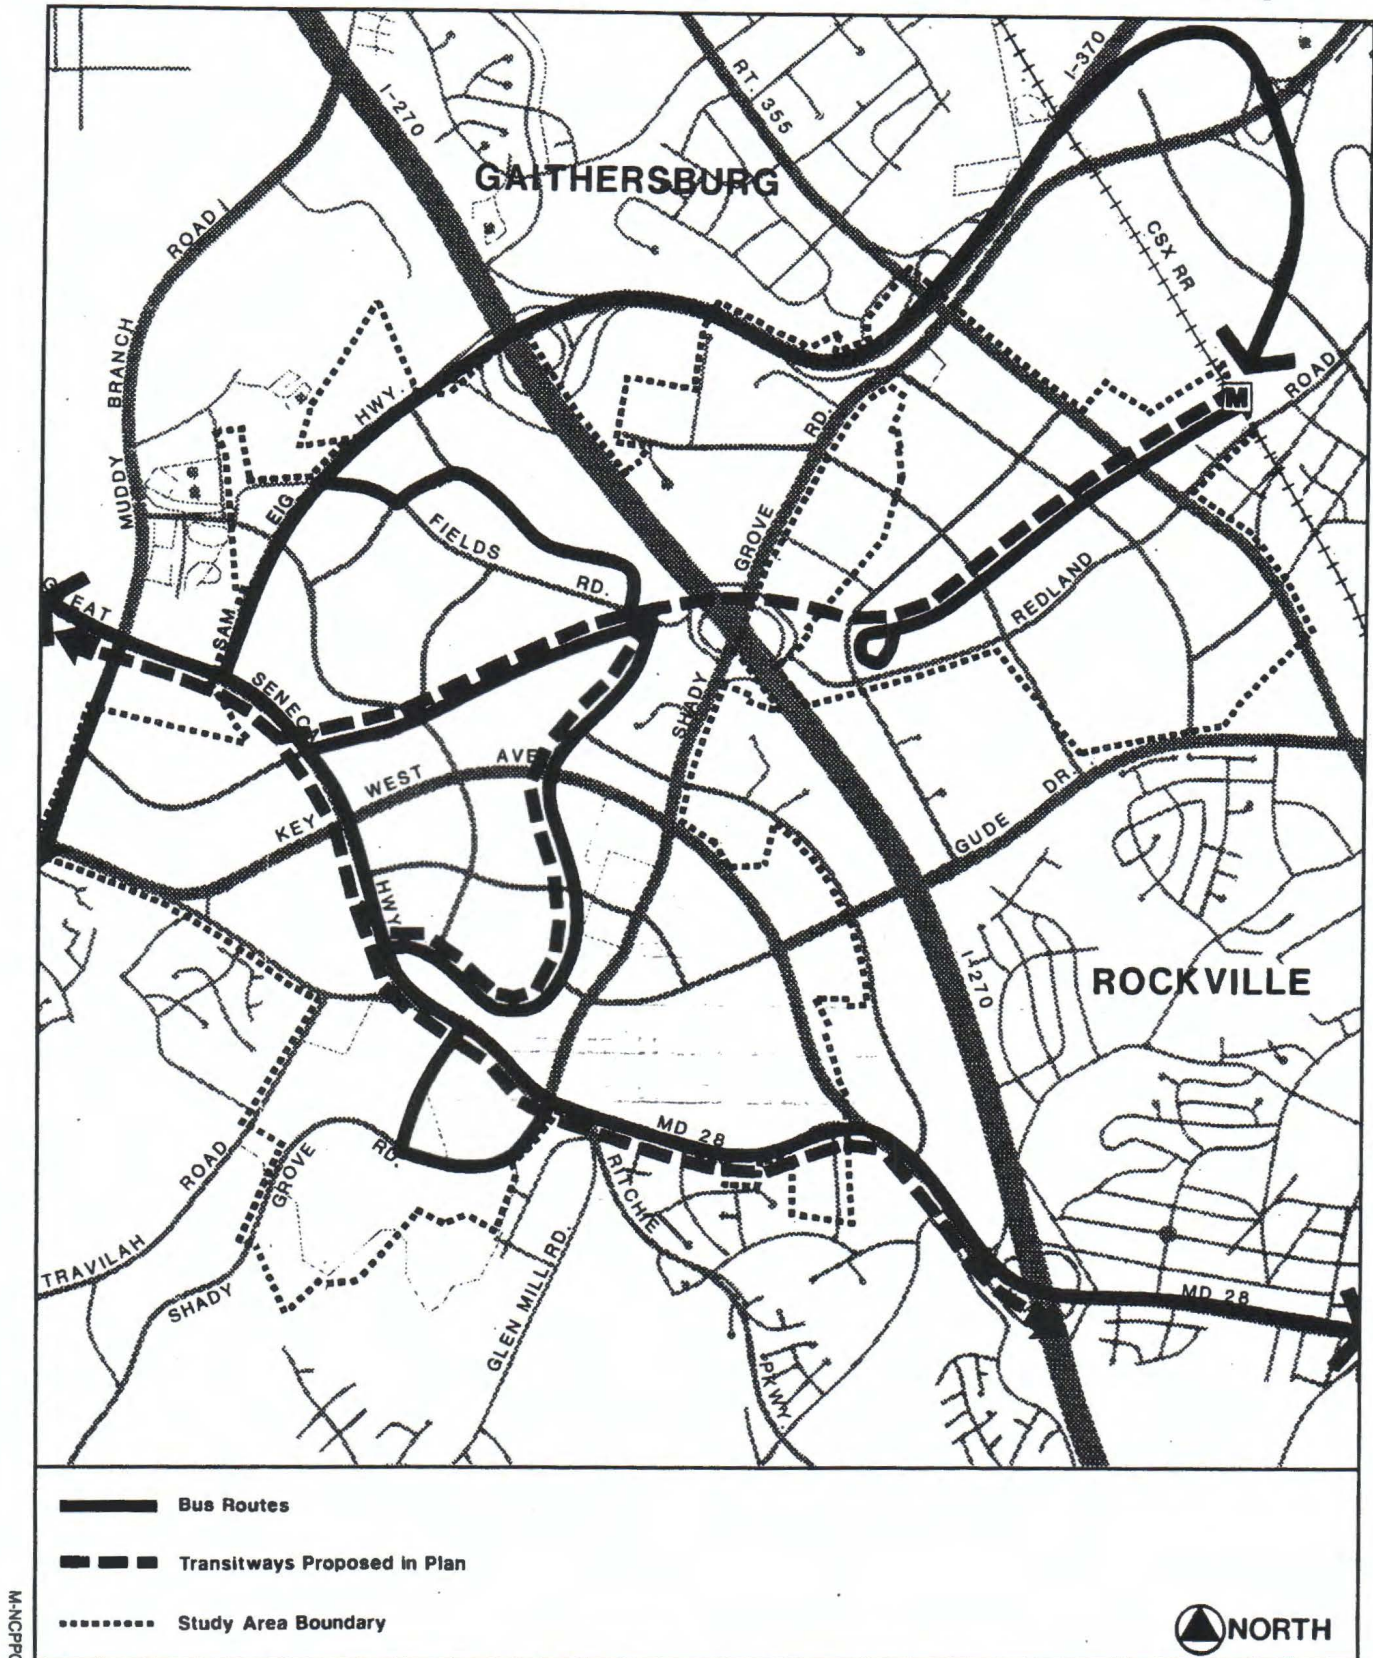 I-270
RT. 355
I-370
GAITHERSBURG
ROAD
CSX RR
MUDDY BRANCH
HWY.
ROAD
RD.
M
EIG
GROVE
FIELDS
RD.
REDLAND
SAM
SENECA
SHADY
AVE
WEST
KEY
DR.
GUDE
HWY
I-270
ROCKVILLE
MD 28
RD.
GROVE
ROAD
RITCHIE
TRAVILAH
SHADY
GLEN MILL RD.
MD 28
PKWY.
Bus Routes
Transitways Proposed in Plan
Study Area Boundary
NORTH